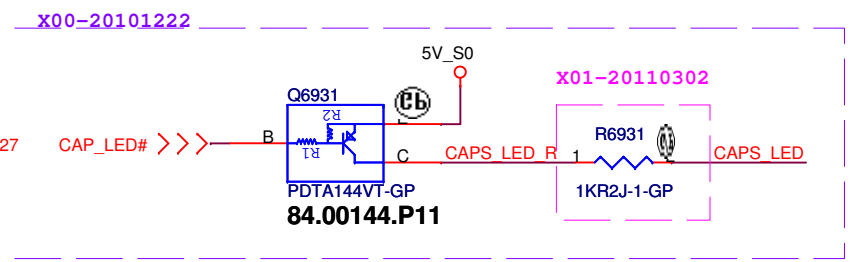 X00-20101222
5V_S0
X01-20110302
Q6931
R2
R1
27
CAP_LED#
B
C
CAPS_LED_R
1
R6931
CAPS_LED
PDTA144VT-GP
1KR2J-1-GP
84.00144.P11